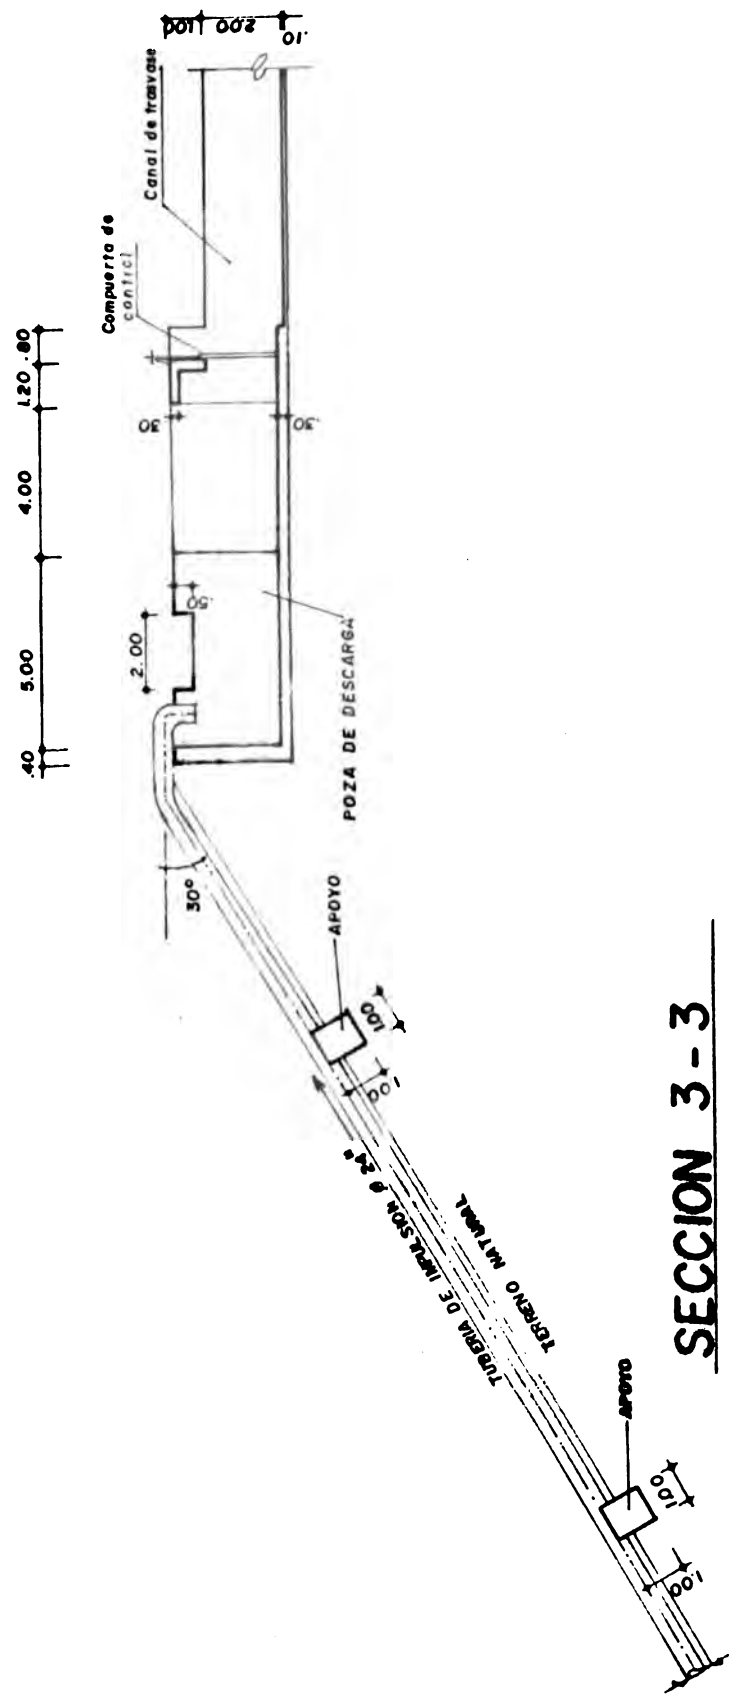 .40
5.00
4.00
1.20
.80
2.00
.50
.30
.30
1.00
2.00
.10
Compuerta de
control
Canal de trasvase
POZA DE DESCARGA
30°
APOYO
1.00
1.00
TUBERIA DE IMPULSION Ø 24"
TERRENO NATURAL
APOYO
1.00
1.00
SECCION 3-3